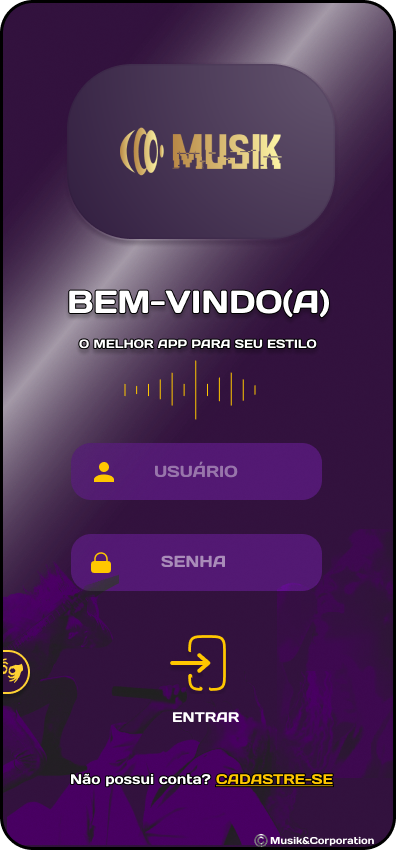 MUSIK
BEM-VINDO(A)
O MELHOR APP PARA SEU ESTILO
USUÁRIO
SENHA
ENTRAR
Não possui conta? CADASTRE-SE
© Musik&Corporation